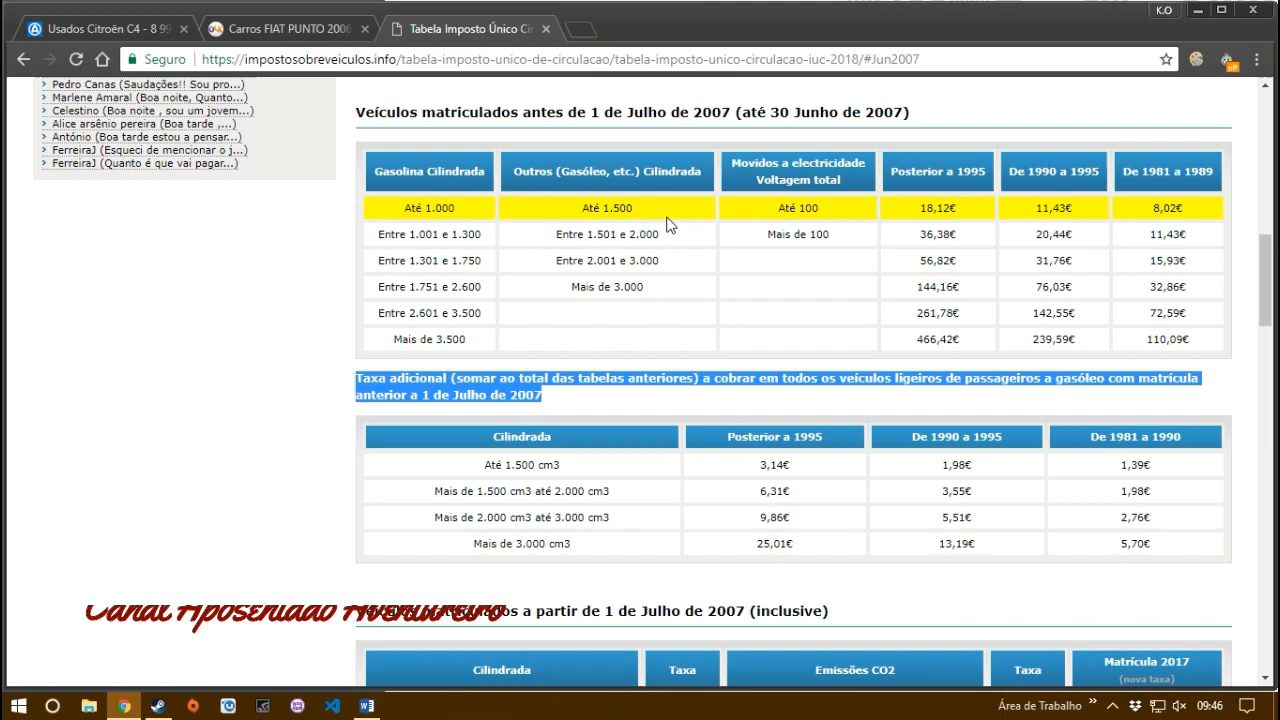 K.O
Usados Citroën C4 - 8 99
Carros FIAT PUNTO 2006
Tabela Imposto Único Ci
Seguro
https://impostosobreveiculos.info/tabela-imposto-unico-de-circulacao/tabela-imposto-unico-circulacao-iuc-2018/#Jun2007
Pedro Canas (Saudações!! Sou pro...)
Marlene Amaral (Boa noite, Quanto...)
Celestino (Boa noite , sou um jovem...)
Alice arsênio pereira (Boa tarde ,...)
António (Boa tarde estou a pensar...)
FerreiraJ (Esqueci de mencionar o j...)
FerreiraJ (Quanto é que vai pagar...)
Veículos matriculados antes de 1 de Julho de 2007 (até 30 Junho de 2007)
Gasolina Cilindrada Outros (Gasóleo, etc.) Cilindrada Movidos a electricidade Voltagem total Posterior a 1995 De 1990 a 1995 De 1981 a 1989
Até 1.000 Até 1.500 Até 100 18,12€ 11,43€ 8,02€
Entre 1.001 e 1.300 Entre 1.501 e 2.000 Mais de 100 36,38€ 20,44€ 11,43€
Entre 1.301 e 1.750 Entre 2.001 e 3.000 56,82€ 31,76€ 15,93€
Entre 1.751 e 2.600 Mais de 3.000 144,16€ 76,03€ 32,86€
Entre 2.601 e 3.500 261,78€ 142,55€ 72,59€
Mais de 3.500 466,42€ 239,59€ 110,09€
Taxa adicional (somar ao total das tabelas anteriores) a cobrar em todos os veículos ligeiros de passageiros a gasóleo com matrícula
anterior a 1 de Julho de 2007
Cilindrada Posterior a 1995 De 1990 a 1995 De 1981 a 1990
Até 1.500 cm3 3,14€ 1,98€ 1,39€
Mais de 1.500 cm3 até 2.000 cm3 6,31€ 3,55€ 1,98€
Mais de 2.000 cm3 até 3.000 cm3 9,86€ 5,51€ 2,76€
Mais de 3.000 cm3 25,01€ 13,19€ 5,70€
Canal Aposentado Aventureiro
a partir de 1 de Julho de 2007 (inclusive)
Cilindrada Taxa Emissões CO2 Taxa Matrícula 2017
(nova taxa)
Área de Trabalho
09:46